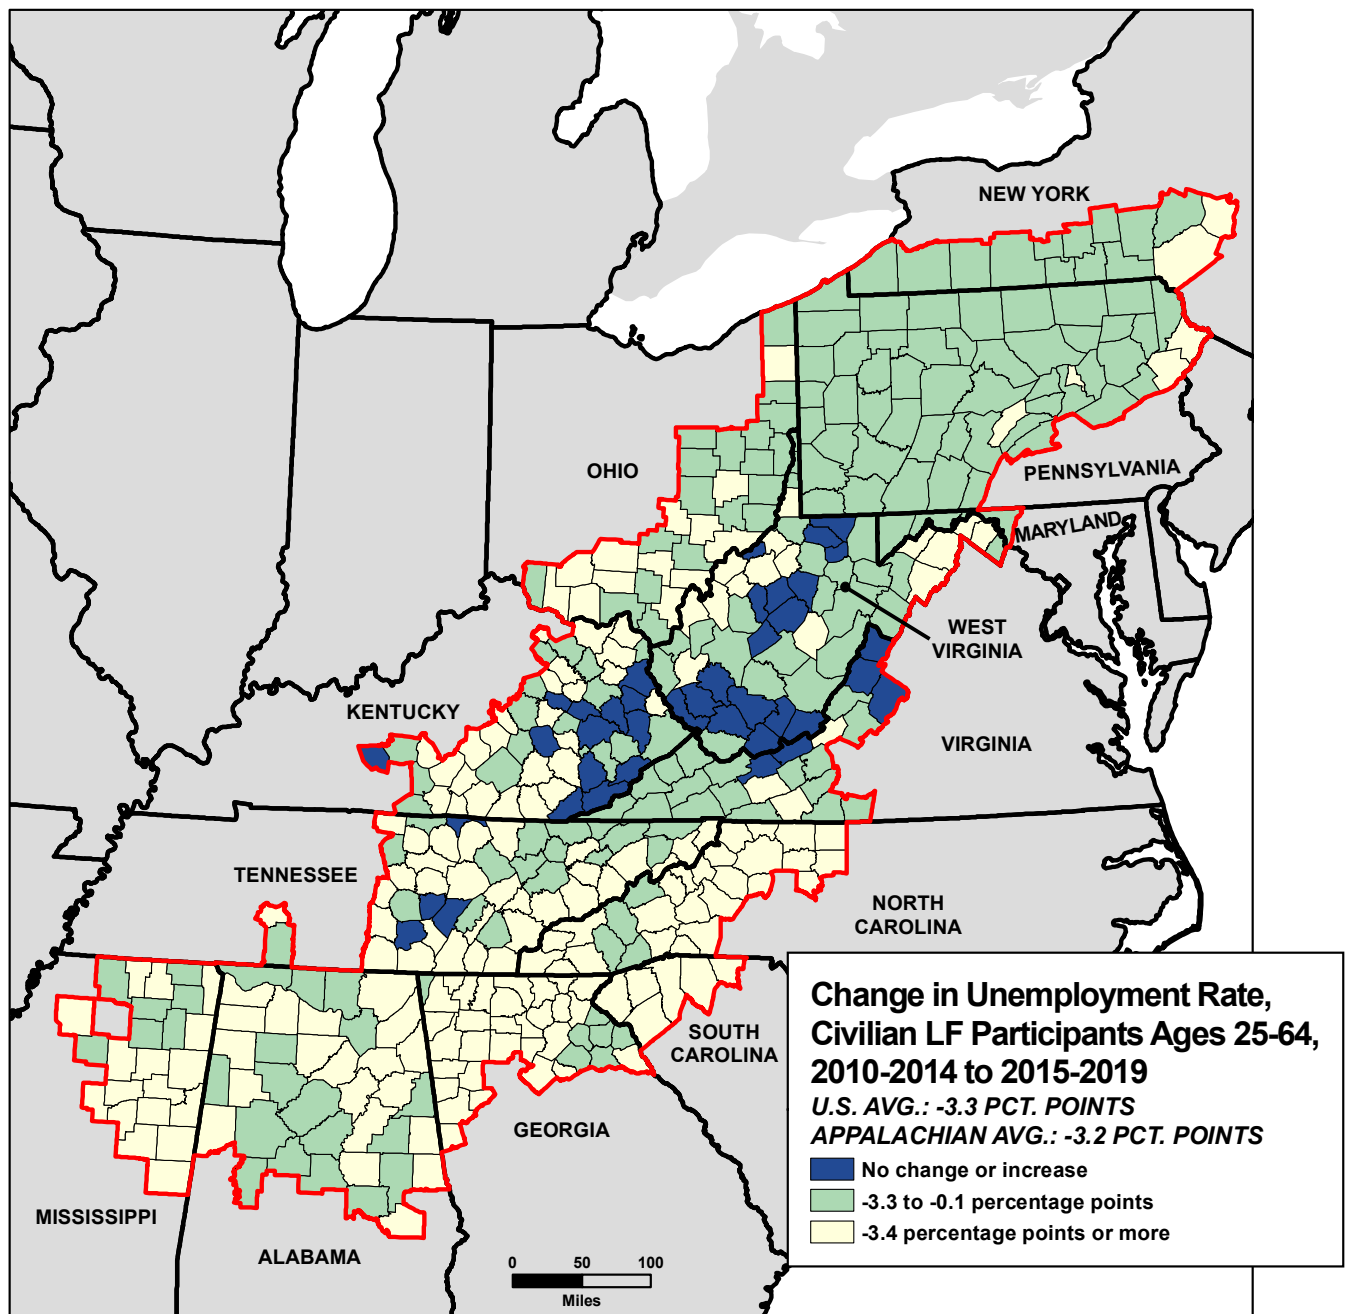 NEW YORK
OHIO
PENNSYLVANIA
MARYLAND
WEST
VIRGINIA
KENTUCKY
VIRGINIA
TENNESSEE
NORTH
CAROLINA
SOUTH
CAROLINA
GEORGIA
MISSISSIPPI
ALABAMA
Change in Unemployment Rate,
Civilian LF Participants Ages 25-64,
2010-2014 to 2015-2019
U.S. AVG.: -3.3 PCT. POINTS
APPALACHIAN AVG.: -3.2 PCT. POINTS
No change or increase
-3.3 to -0.1 percentage points
-3.4 percentage points or more
0 50 100
Miles